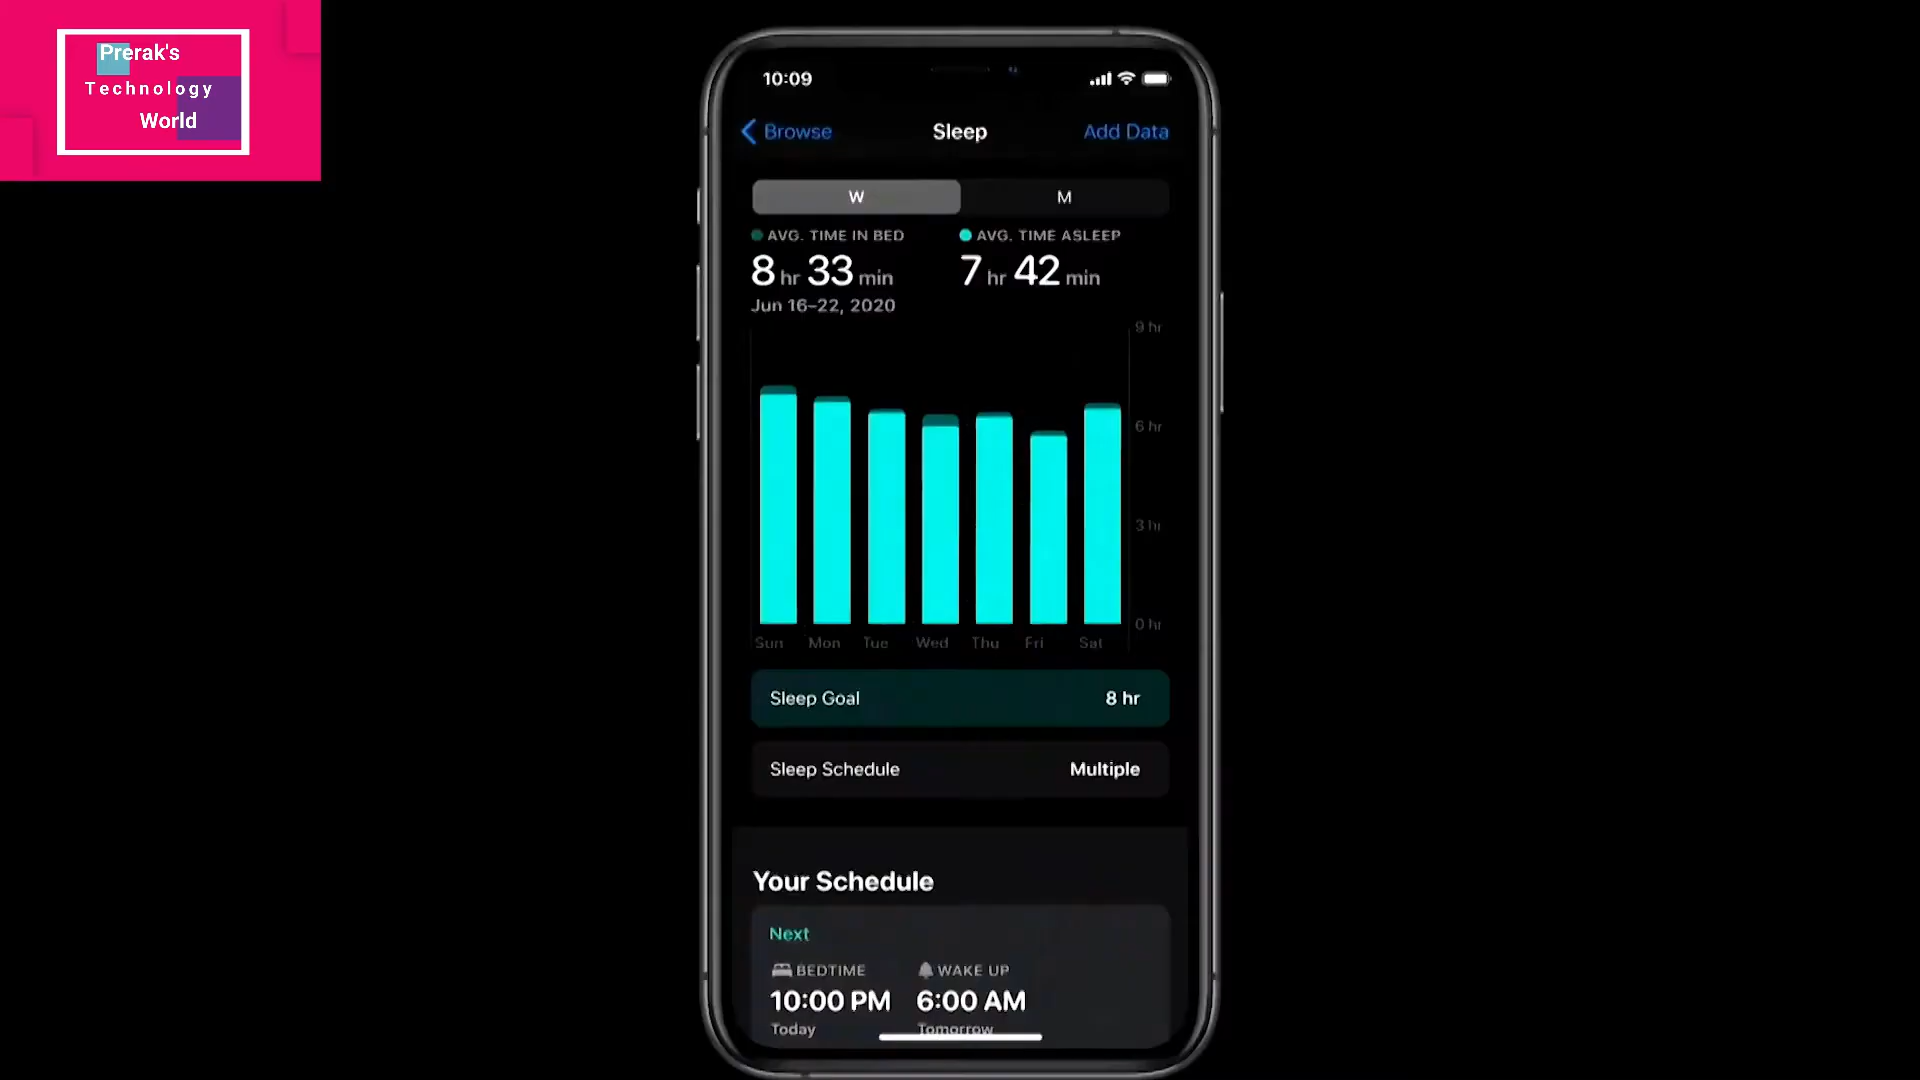 Prerak's
Technology
World
10:09
Browse
Sleep
Add Data
W
M
AVG. TIME IN BED
AVG. TIME ASLEEP
8 hr 33 min
7 hr 42 min
Jun 16–22, 2020
9 hr
6 hr
3 hr
0 hr
Sun Mon Tue Wed Thu Fri Sat
Sleep Goal
8 hr
Sleep Schedule
Multiple
Your Schedule
Next
BEDTIME
WAKE UP
10:00 PM
6:00 AM
Today
Tomorrow